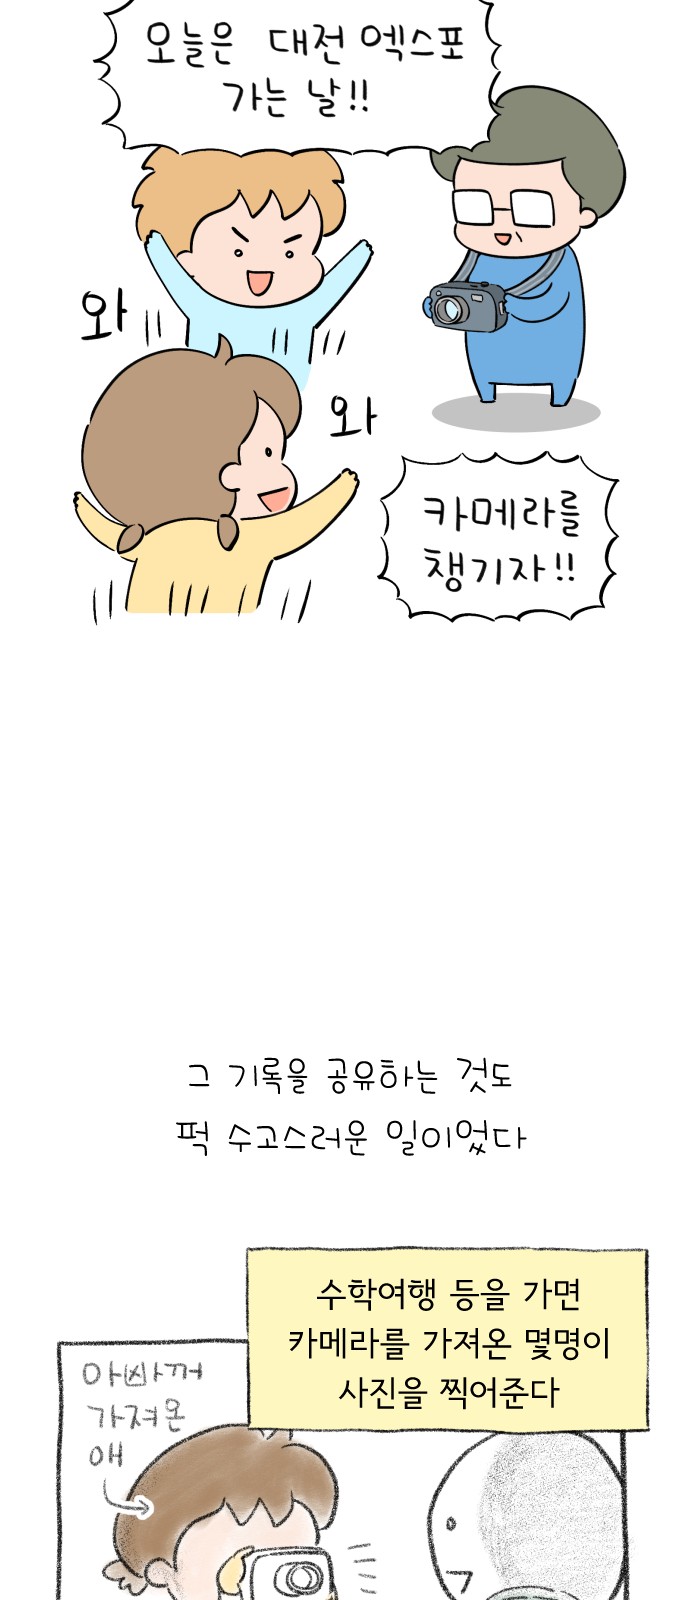 오늘은 대전 엑스포
가는 날!!
와
와
카메라를
챙기자!!
그 기록을 공유하는 것도
퍽 수고스러운 일이었다
수학여행 등을 가면
카메라를 가져온 몇명이
사진을 찍어준다
아빠꺼
가져온
애